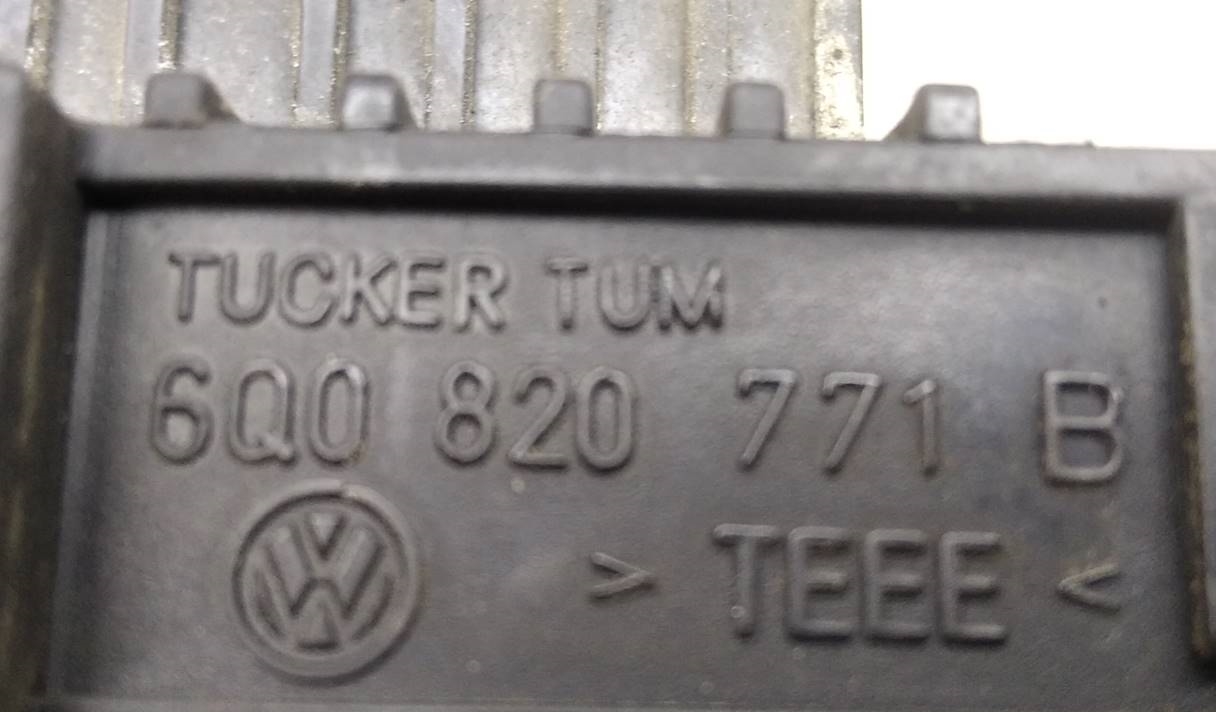 TUCKER TUM
6Q0 820 771 B
> TEEE <